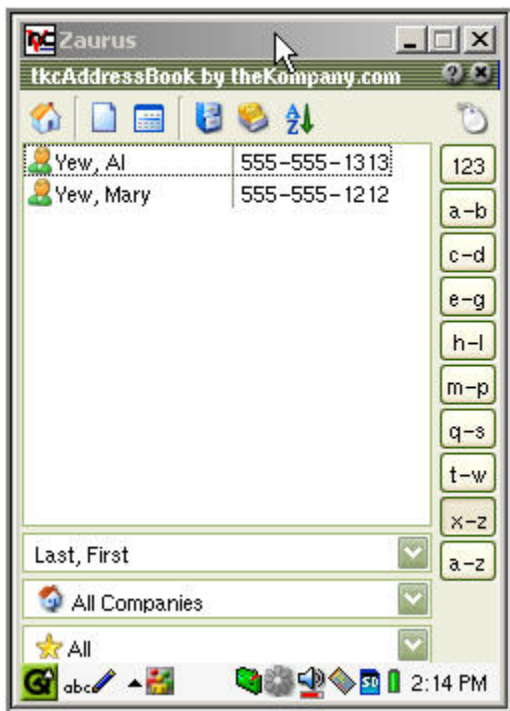 Zaurus
tkcAddressBook by theKompany.com
Yew, Al 555-555-1313
Yew, Mary 555-555-1212
123
a-b
c-d
e-g
h-l
m-p
q-s
t-w
x-z
a-z
Last, First
All Companies
All
abc 2:14 PM